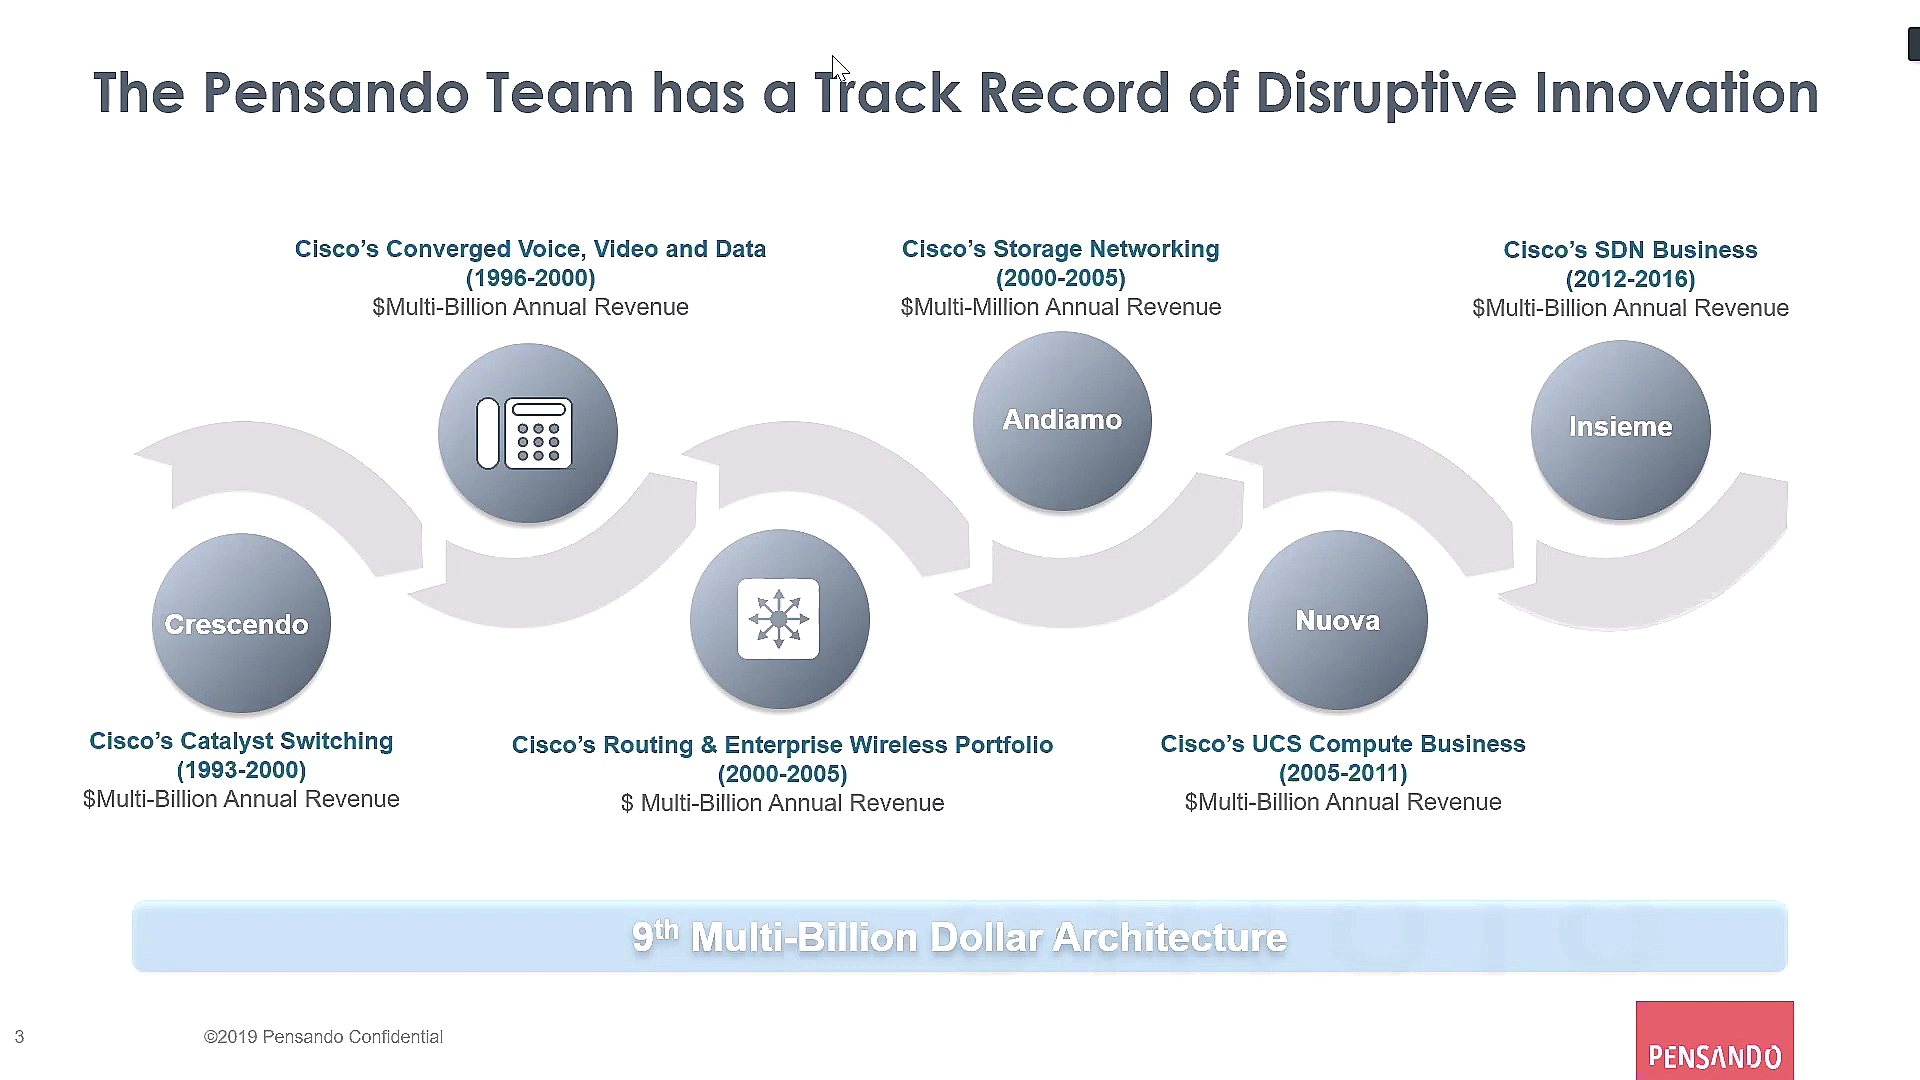 The Pensando Team has a Track Record of Disruptive Innovation
Cisco’s Converged Voice, Video and Data
(1996-2000)
$Multi-Billion Annual Revenue
Cisco’s Storage Networking
(2000-2005)
$Multi-Million Annual Revenue
Cisco’s SDN Business
(2012-2016)
$Multi-Billion Annual Revenue
Andiamo
Insieme
Crescendo
Nuova
Cisco’s Catalyst Switching
(1993-2000)
$Multi-Billion Annual Revenue
Cisco’s Routing & Enterprise Wireless Portfolio
(2000-2005)
$ Multi-Billion Annual Revenue
Cisco’s UCS Compute Business
(2005-2011)
$Multi-Billion Annual Revenue
9th Multi-Billion Dollar Architecture
3
©2019 Pensando Confidential
PENSANDO